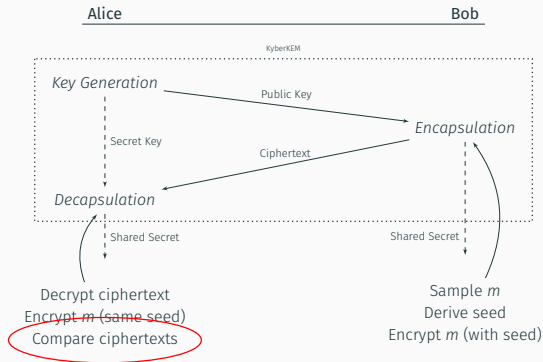 Alice
Bob
KyberKEM
Key Generation
Public Key
Encapsulation
Secret Key
Ciphertext
Decapsulation
Shared Secret
Shared Secret
Decrypt ciphertext
Encrypt m (same seed)
Compare ciphertexts
Sample m
Derive seed
Encrypt m (with seed)